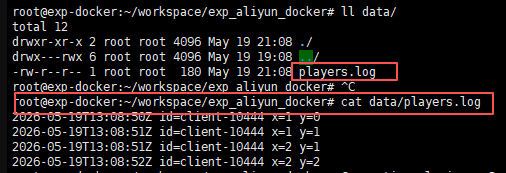 root@exp-docker:~/workspace/exp_aliyun_docker# ll data/
total 12
drwxr-xr-x 2 root root 4096 May 19 21:08 ./
drwx---rwx 6 root root 4096 May 19 19:08 ../
-rw-r--r-- 1 root root  180 May 19 21:08 players.log
root@exp-docker:~/workspace/exp_aliyun_docker# ^C
root@exp-docker:~/workspace/exp_aliyun_docker# cat data/players.log
2026-05-19T13:08:50Z id=client-10444 x=1 y=0
2026-05-19T13:08:51Z id=client-10444 x=1 y=1
2026-05-19T13:08:51Z id=client-10444 x=2 y=1
2026-05-19T13:08:52Z id=client-10444 x=2 y=2